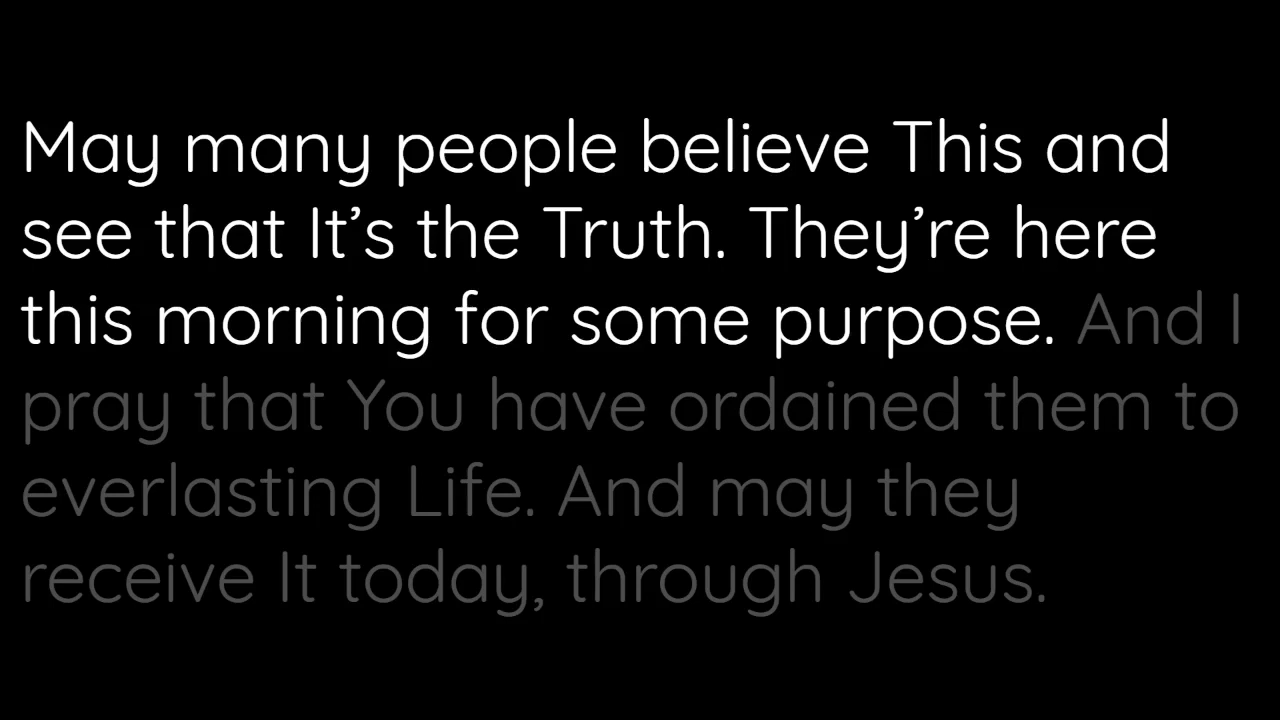 May many people believe This and
see that It’s the Truth. They’re here
this morning for some purpose. And I
pray that You have ordained them to
everlasting Life. And may they
receive It today, through Jesus.